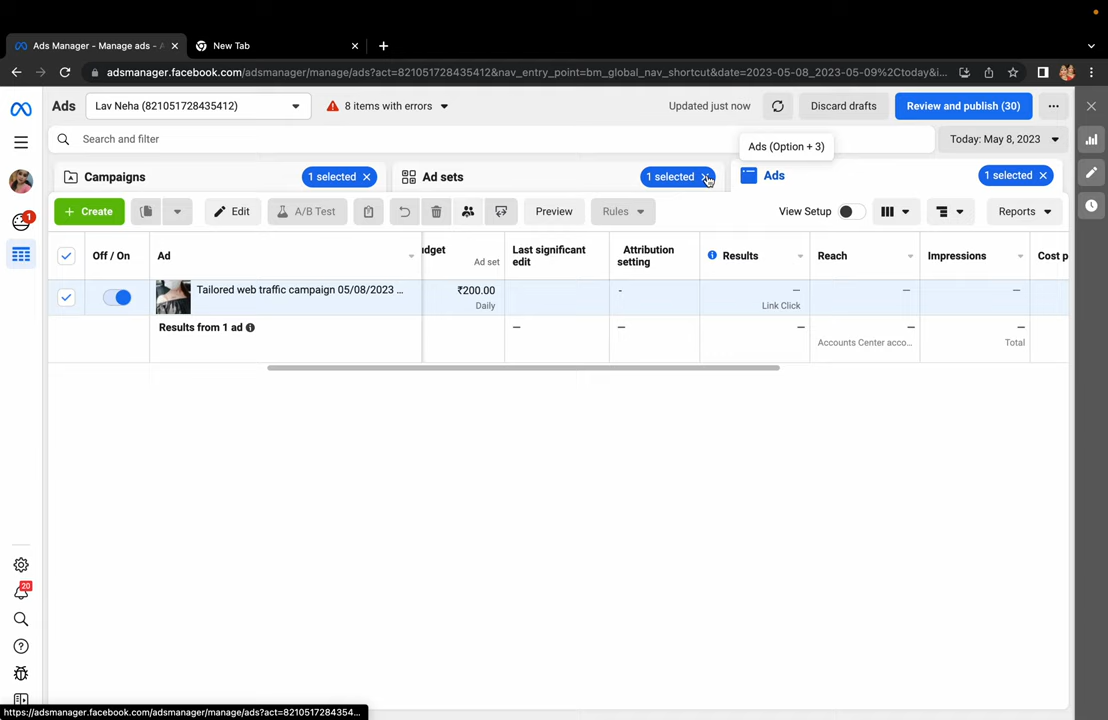 Ads Manager - Manage ads -
New Tab
adsmanager.facebook.com/adsmanager/manage/ads?act=821051728435412&nav_entry_point=bm_global_nav_shortcut&date=2023-05-08_2023-05-09%2Ctoday&i...
Ads
Lav Neha (821051728435412)
8 items with errors
Updated just now
Discard drafts
Review and publish (30)
Search and filter
Ads (Option + 3)
Today: May 8, 2023
Campaigns
1 selected
Ad sets
1 selected
Ads
1 selected
+ Create
Edit
A/B Test
Preview
Rules
View Setup
Reports
Off / On
Ad
Ad set
Last significant
edit
Attribution
setting
Results
Reach
Impressions
Cost p
Tailored web traffic campaign 05/08/2023 ...
₹200.00
Daily
-
—
Link Click
—
—
Results from 1 ad
—
—
—
—
Accounts Center acco...
—
Total
1
20
https://adsmanager.facebook.com/adsmanager/manage/ads?act=8210517284354...